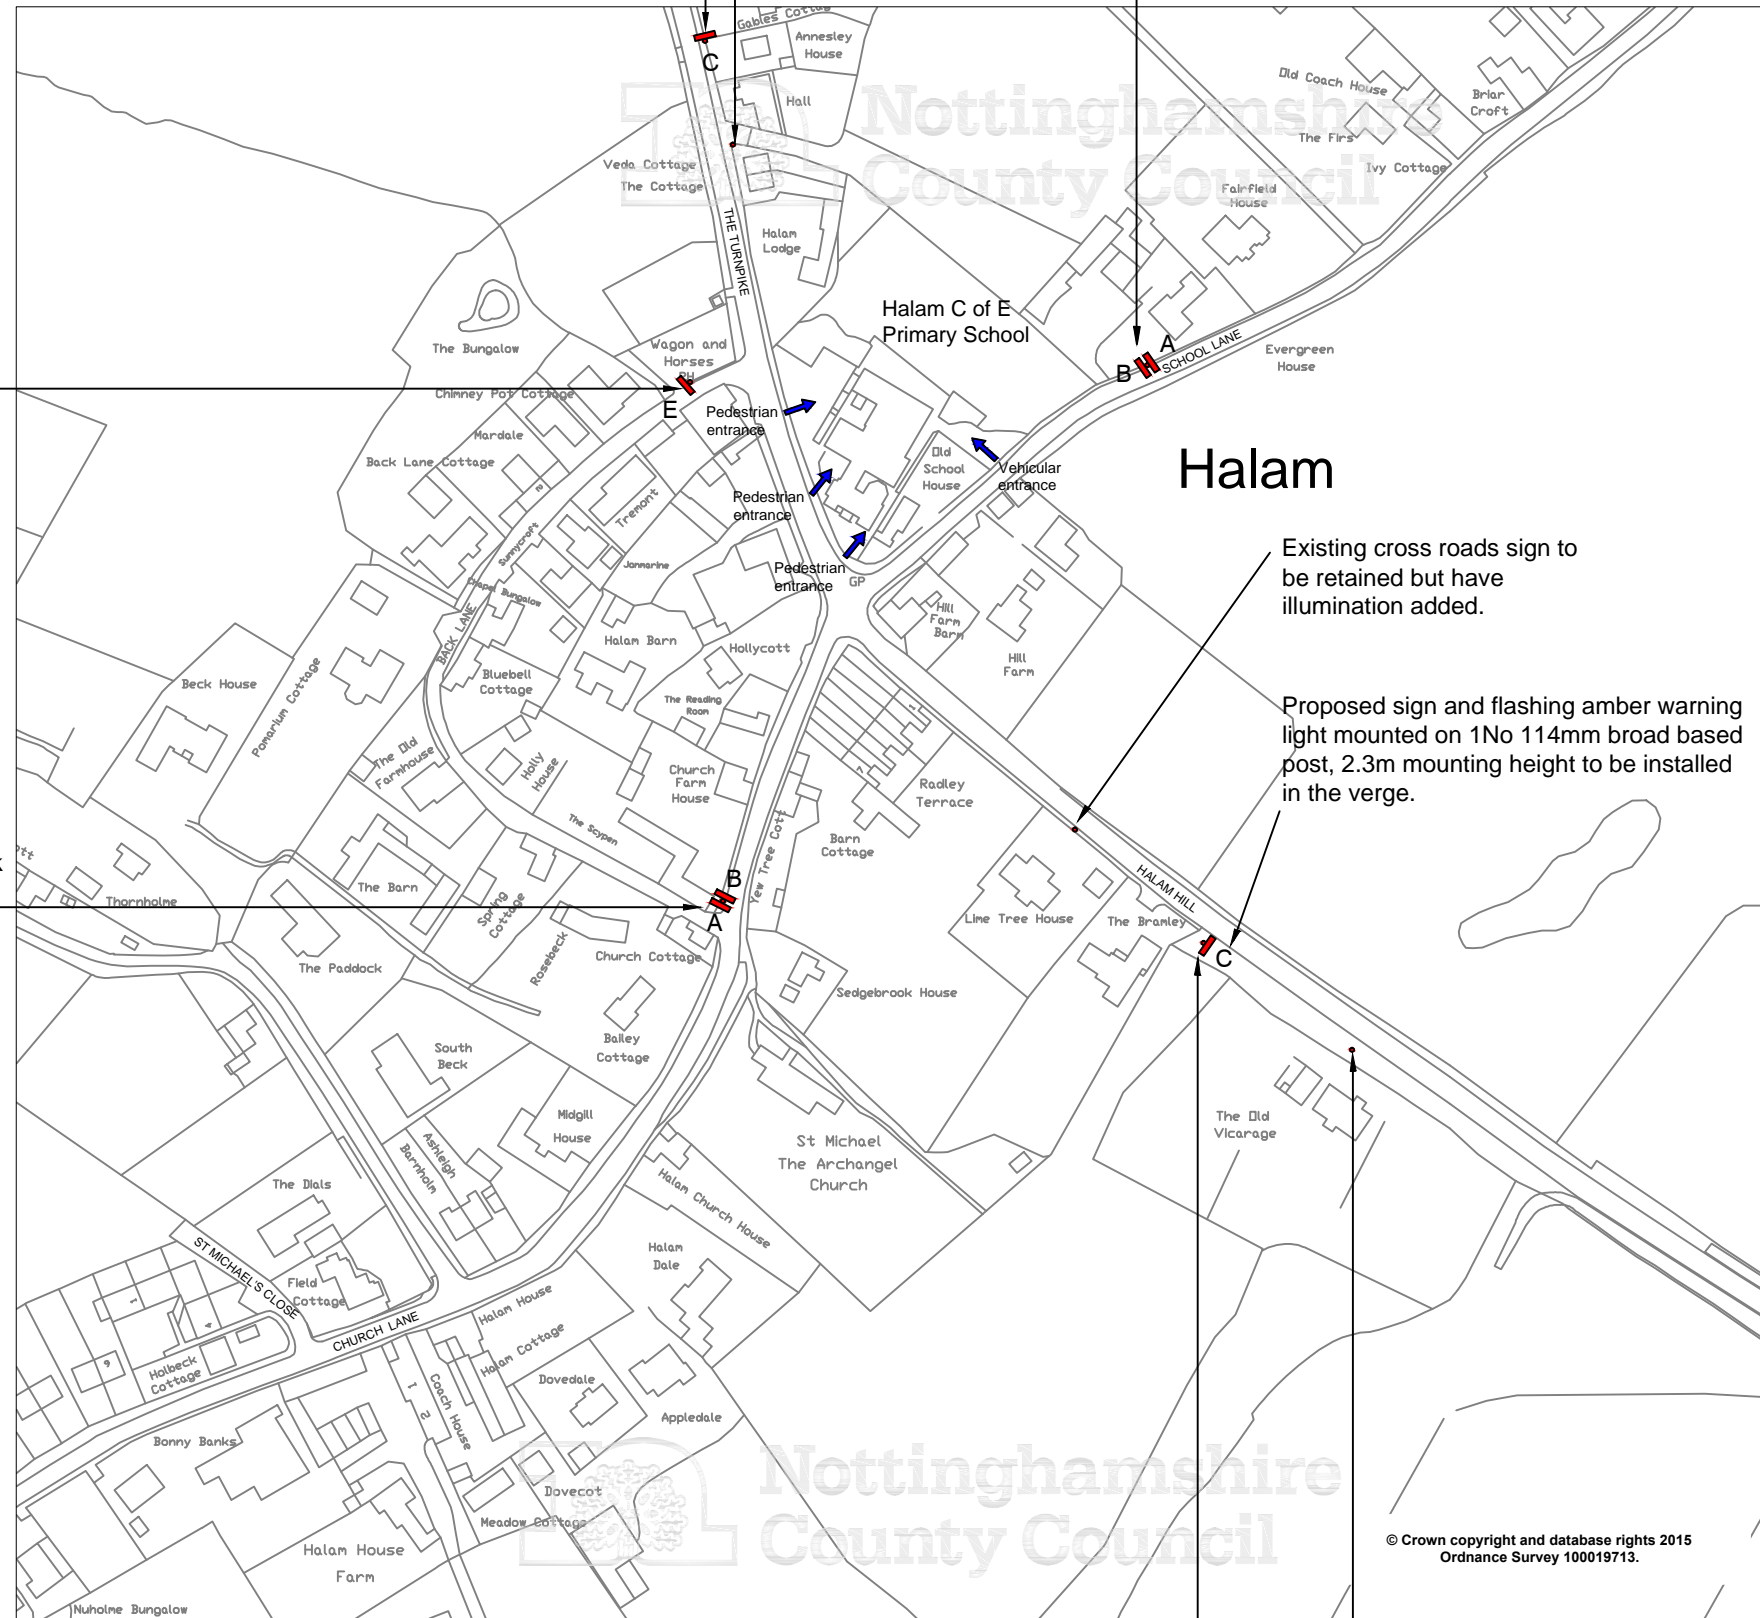 Gables Cottage
Annesley
House
C
Hall
Nottinghamshire
County Council
Old Coach House
Briar
Croft
The Firs
Ivy Cottage
Veda Cottage
The Cottage
Fairfield
House
THE TURNPIKE
Halam
Lodge
Halam C of E
Primary School
The Bungalow
Wagon and
Horses
PH
A
B
SCHOOL LANE
Evergreen
House
Chimney Pot Cottage
E
Pedestrian
entrance
Mardale
Back Lane Cottage
Old
School
House
Vehicular
entrance
Halam
2
Tremont
Pedestrian
entrance
Sunnycroft
Janmarine
Pedestrian
entrance
GP
Existing cross roads sign to
be retained but have
illumination added.
Chapel Bungalow
BACK LANE
Hill
Farm
Barn
Halam Barn
Hollycott
Hill
Farm
Beck House
Pomarium Cottage
Bluebell
Cottage
The Reading
Room
1
Proposed sign and flashing amber warning
light mounted on 1No 114mm broad based
post, 2.3m mounting height to be installed
in the verge.
The Old
Farmhouse
Holly
House
Church
Farm
House
7
Radley
Terrace
The Scypen
Yew Tree Cott
Barn
Cottage
ott
k
Thornholme
The Barn
Spring
Cottage
B
A
HALAM HILL
Lime Tree House
The Bramley
C
The Paddock
Rosebeck
Church Cottage
Sedgebrook House
South
Beck
Bailey
Cottage
Midgill
House
The Old
Vicarage
Ashleigh
Barnholm
St Michael
The Archangel
Church
The Dials
Halam Church House
ST MICHAEL'S CLOSE
Halam
Dale
Field
Cottage
1
4
9
CHURCH LANE
Halam House
Halam Cottage
Holbeck
Cottage
1
2
Coach House
Dovedale
Appledale
Bonny Banks
Nottinghamshire
County Council
Dovecot
Meadow Cottage
Halam House
Farm
© Crown copyright and database rights 2015
Ordnance Survey 100019713.
Nuholme Bungalow